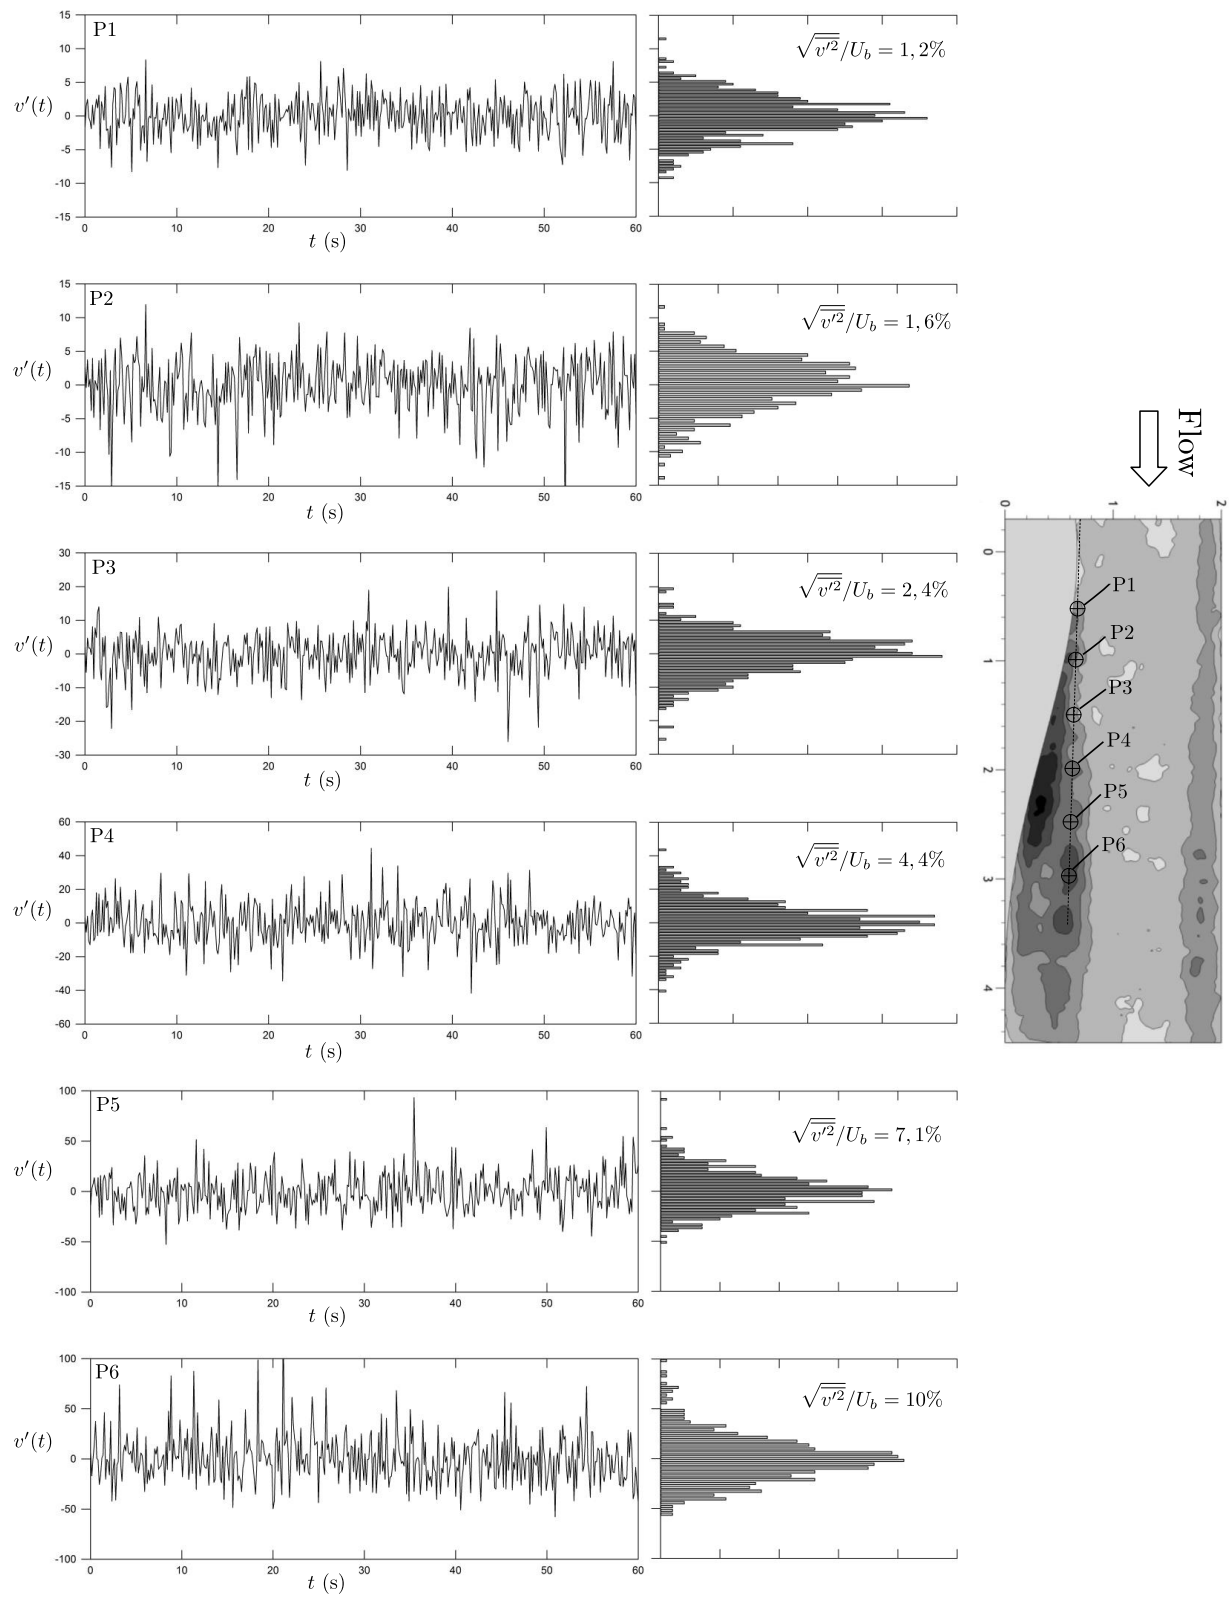 P1
15
10
5
0
-5
-10
-15
v′(t)
0 10 20 30 40 50 60
t (s)
√v′²/U_b = 1, 2%
P2
15
10
5
0
-5
-10
-15
v′(t)
0 10 20 30 40 50 60
t (s)
√v′²/U_b = 1, 6%
P3
30
20
10
0
-10
-20
-30
v′(t)
0 10 20 30 40 50 60
t (s)
√v′²/U_b = 2, 4%
P4
60
40
20
0
-20
-40
-60
v′(t)
0 10 20 30 40 50 60
t (s)
√v′²/U_b = 4, 4%
P5
100
50
0
-50
-100
v′(t)
0 10 20 30 40 50 60
t (s)
√v′²/U_b = 7, 1%
P6
100
50
0
-50
-100
v′(t)
0 10 20 30 40 50 60
t (s)
√v′²/U_b = 10%
Flow
0 1 2
0
1
2
3
4
P1
P2
P3
P4
P5
P6